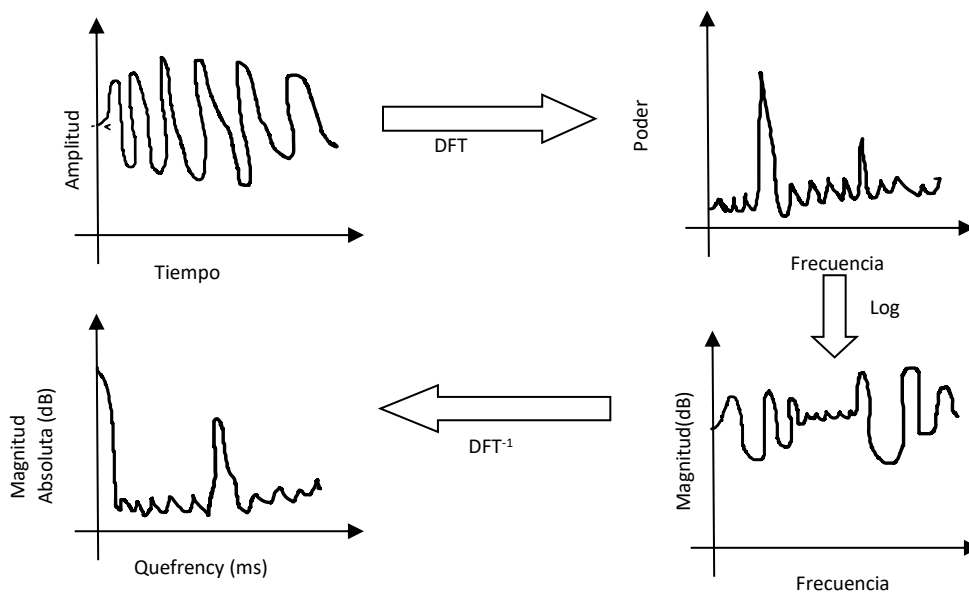 Amplitud
Tiempo
DFT
Poder
Frecuencia
Log
Magnitud(dB)
Frecuencia
DFT-1
Magnitud
Absoluta (dB)
Quefrency (ms)